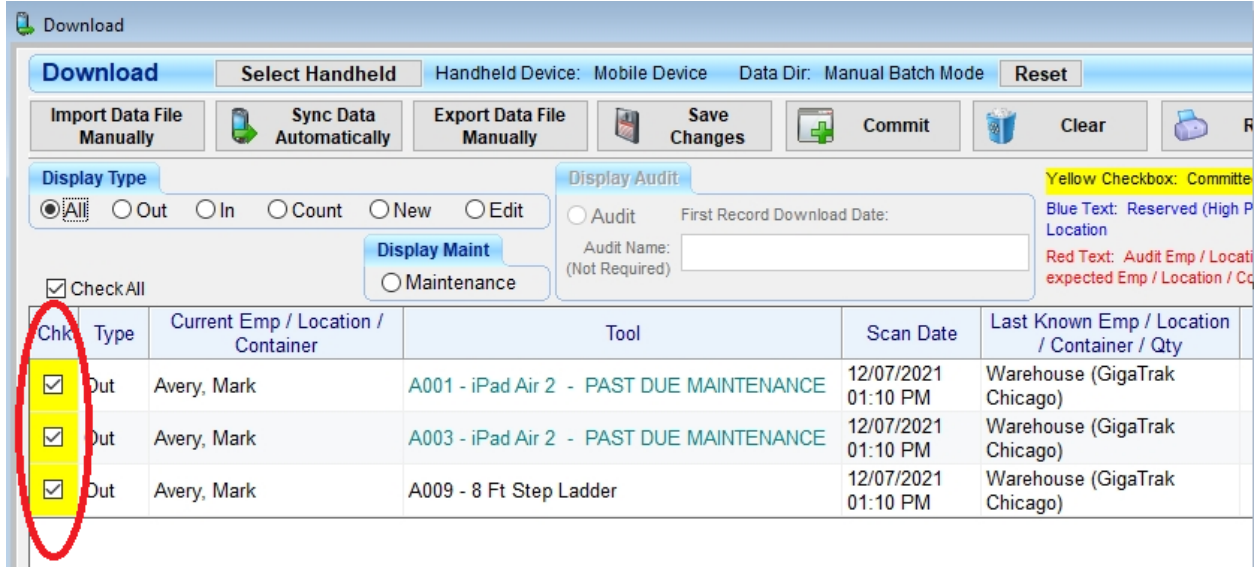 Download
Download
Select Handheld
Handheld Device: Mobile Device
Data Dir: Manual Batch Mode
Reset
Import Data File
Manually
Sync Data
Automatically
Export Data File
Manually
Save
Changes
Commit
Clear
R
Display Type
All
Out
In
Count
New
Edit
Display Maint
Maintenance
Check All
Display Audit
Audit
First Record Download Date:
Audit Name:
(Not Required)
Yellow Checkbox: Committe
Blue Text: Reserved (High P
Location
Red Text: Audit Emp / Locati
expected Emp / Location / Co
Chk
Type
Current Emp / Location /
Container
Tool
Scan Date
Last Known Emp / Location
/ Container / Qty
Out
Avery, Mark
A001 - iPad Air 2 - PAST DUE MAINTENANCE
12/07/2021
01:10 PM
Warehouse (GigaTrak
Chicago)
Out
Avery, Mark
A003 - iPad Air 2 - PAST DUE MAINTENANCE
12/07/2021
01:10 PM
Warehouse (GigaTrak
Chicago)
Out
Avery, Mark
A009 - 8 Ft Step Ladder
12/07/2021
01:10 PM
Warehouse (GigaTrak
Chicago)